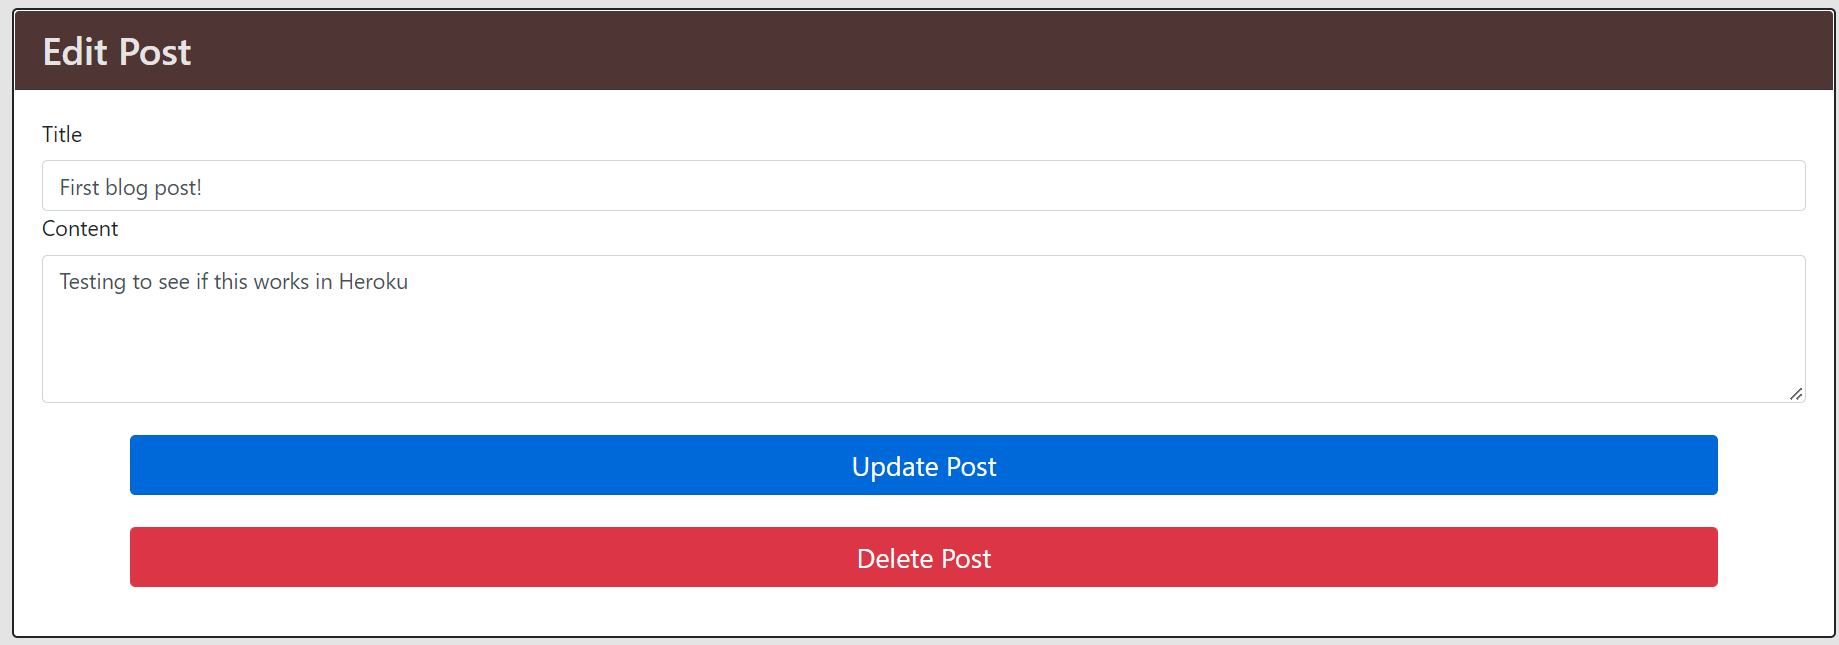 Edit Post
Title
First blog post!
Content
Testing to see if this works in Heroku
Update Post
Delete Post